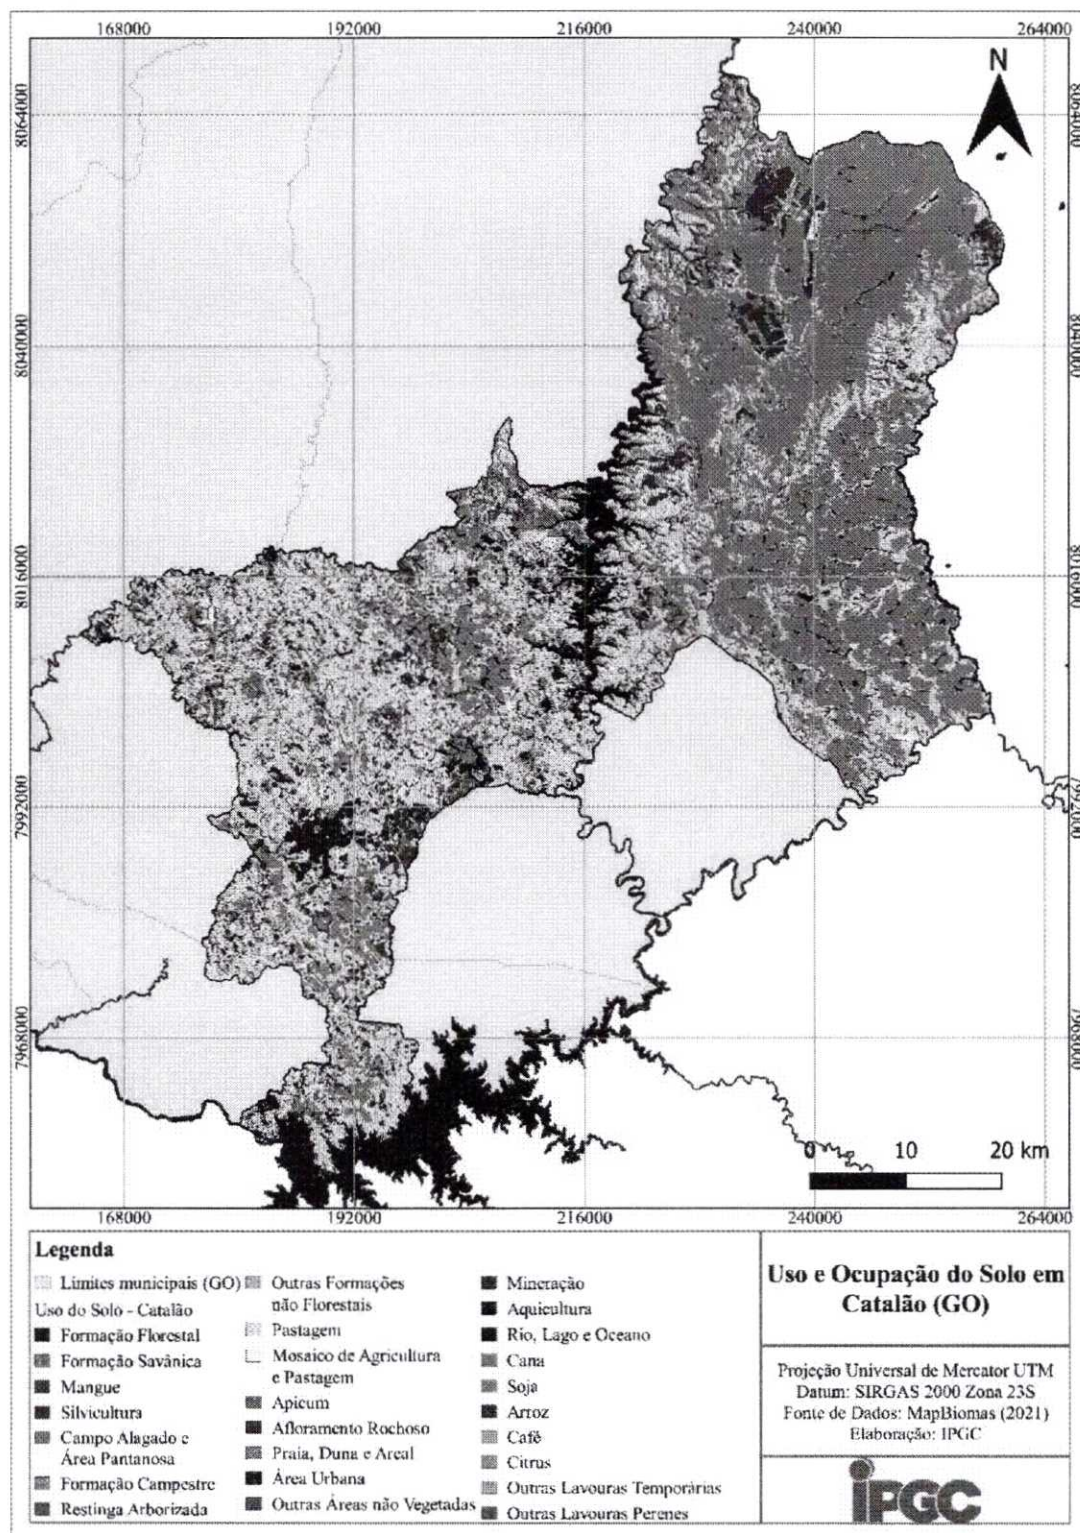 168000 192000 216000 240000 264000
N
8064000 8064000
8040000 8040000
8016000 8016000
7992000 7992000
7968000 7968000
0 10 20 km
168000 192000 216000 240000 264000
Legenda
Limites municipais (GO)
Uso do Solo - Catalão
Formação Florestal
Formação Savânica
Mangue
Silvicultura
Campo Alagado e
Área Pantanosa
Formação Campestre
Restinga Arborizada
Outras Formações
não Florestais
Pastagem
Mosaico de Agricultura
e Pastagem
Apicum
Afloramento Rochoso
Praia, Duna e Areal
Área Urbana
Outras Áreas não Vegetadas
Mineração
Aquicultura
Rio, Lago e Oceano
Cana
Soja
Arroz
Café
Citrus
Outras Lavouras Temporárias
Outras Lavouras Perenes
Uso e Ocupação do Solo em
Catalão (GO)
Projeção Universal de Mercator UTM
Datum: SIRGAS 2000 Zona 23S
Fonte de Dados: MapBiomas (2021)
Elaboração: IPGC
iPGC